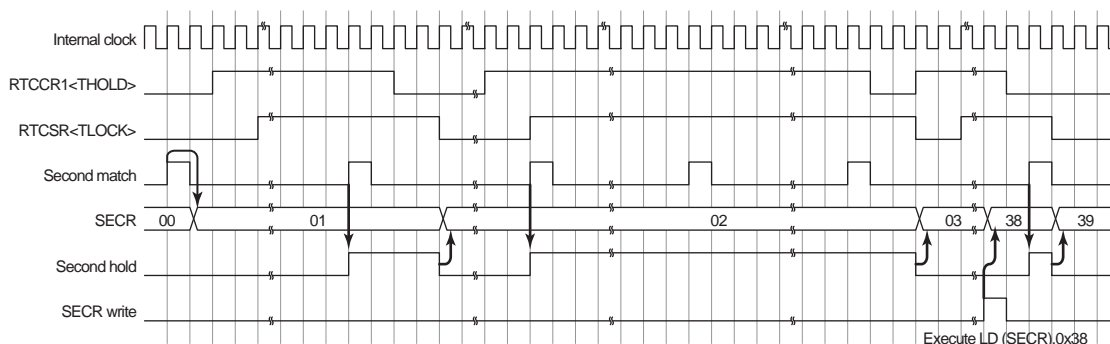 Internal clock
RTCCR1<THOLD>
RTCSR<TLOCK>
Second match
SECR 00 01 02 03 38 39
Second hold
SECR write
Execute LD (SECR),0x38